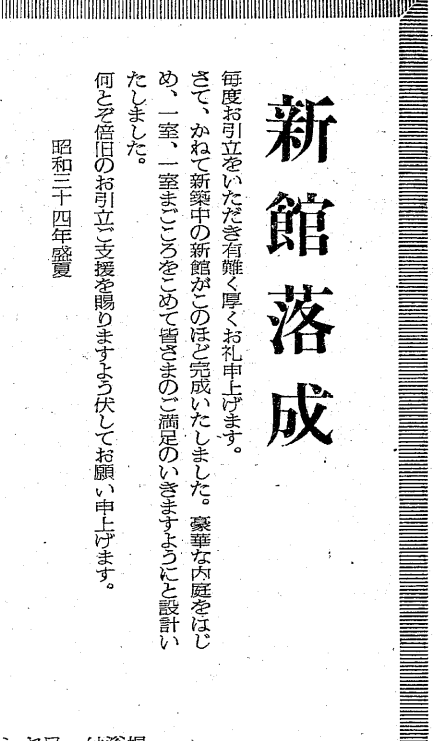 新館落成
毎度お引立をいただき有難く厚くお礼申上げます。
さて、かねて新築中の新館がこのほど完成いたしました。豪華な内庭をはじ
め、一室、一室まごころをこめて皆さまのご満足のいきますようにと設計い
たしました。
何とぞ倍旧のお引立ご支援を賜りますよう伏してお願い申上げます。
昭和三十四年盛夏